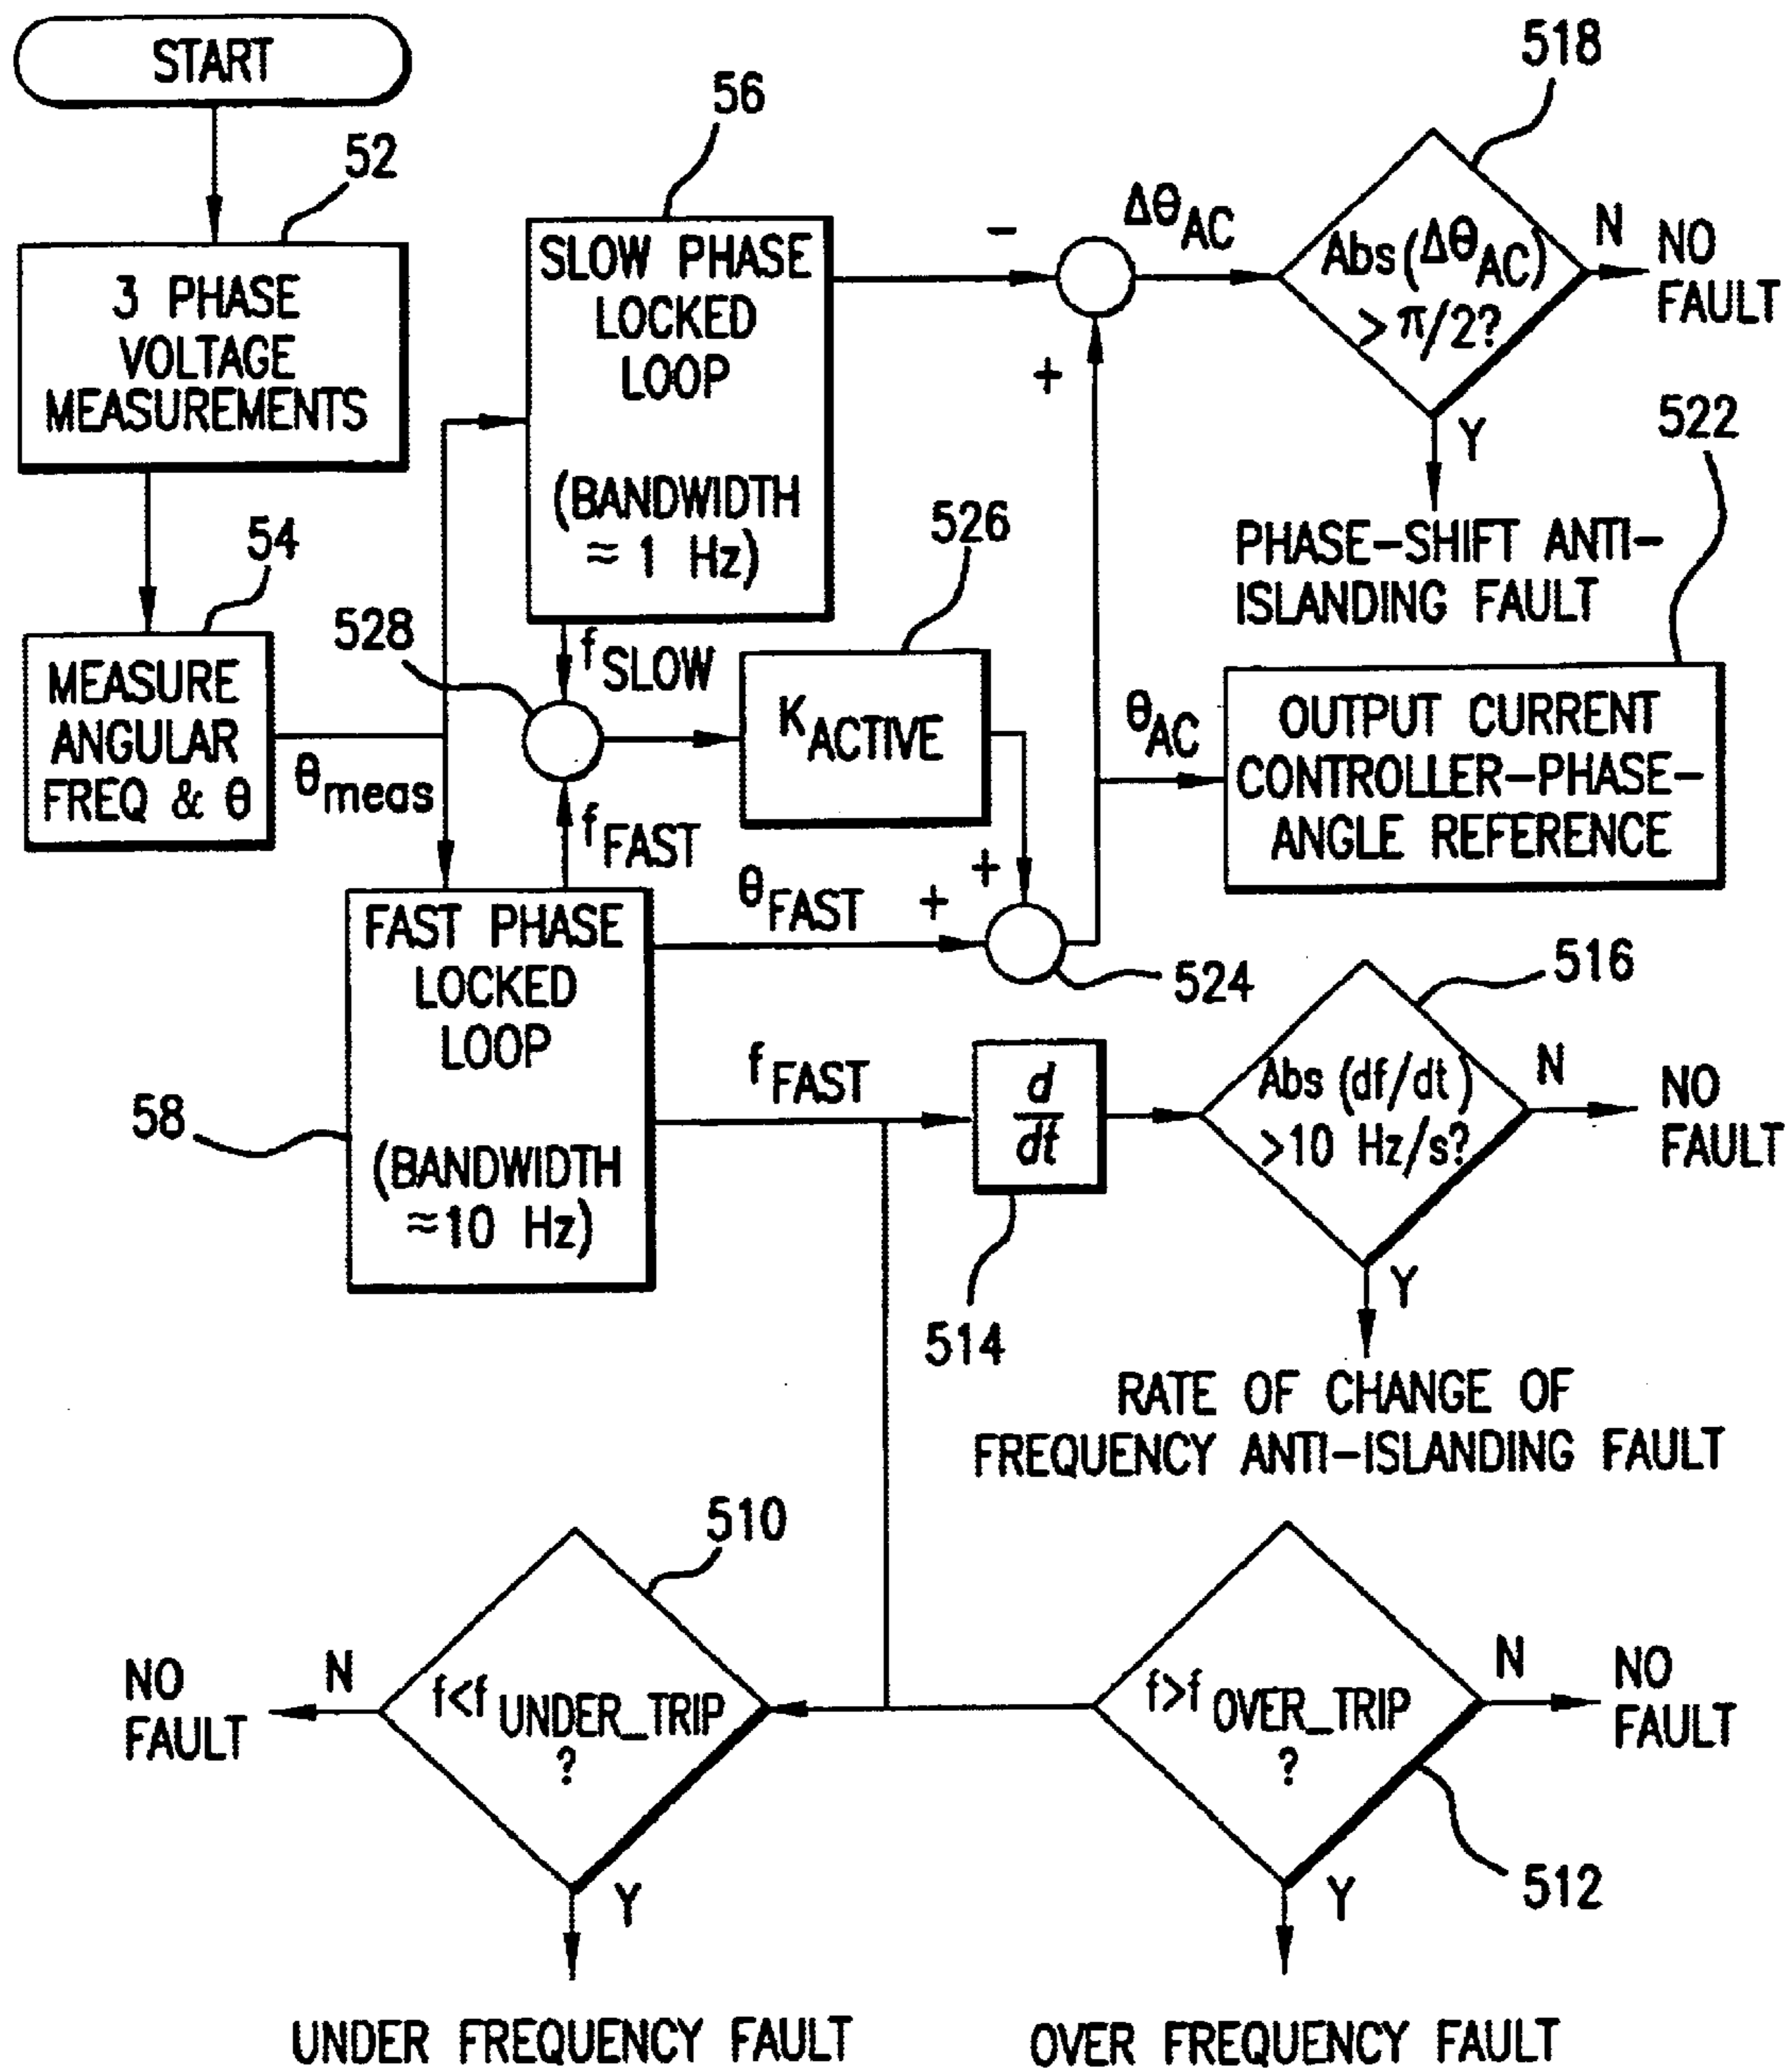 START
52
3 PHASE
VOLTAGE
MEASUREMENTS
54
MEASURE
ANGULAR
FREQ & θ
θmeas
56
SLOW PHASE
LOCKED
LOOP
(BANDWIDTH
≈ 1 Hz)
528
fSLOW
fFAST
526
KACTIVE
-
+
ΔθAC
518
Abs(ΔθAC)
> π/2?
N
NO
FAULT
Y
PHASE-SHIFT ANTI-
ISLANDING FAULT
522
θAC
OUTPUT CURRENT
CONTROLLER-PHASE-
ANGLE REFERENCE
58
FAST PHASE
LOCKED
LOOP
(BANDWIDTH
≈10 Hz)
θFAST
+
+
524
fFAST
d
dt
514
516
Abs (df/dt)
>10 Hz/s?
N
NO
FAULT
Y
RATE OF CHANGE OF
FREQUENCY ANTI-ISLANDING FAULT
510
f<fUNDER_TRIP
?
N
NO
FAULT
Y
UNDER FREQUENCY FAULT
f>fOVER_TRIP
?
N
NO
FAULT
512
Y
OVER FREQUENCY FAULT